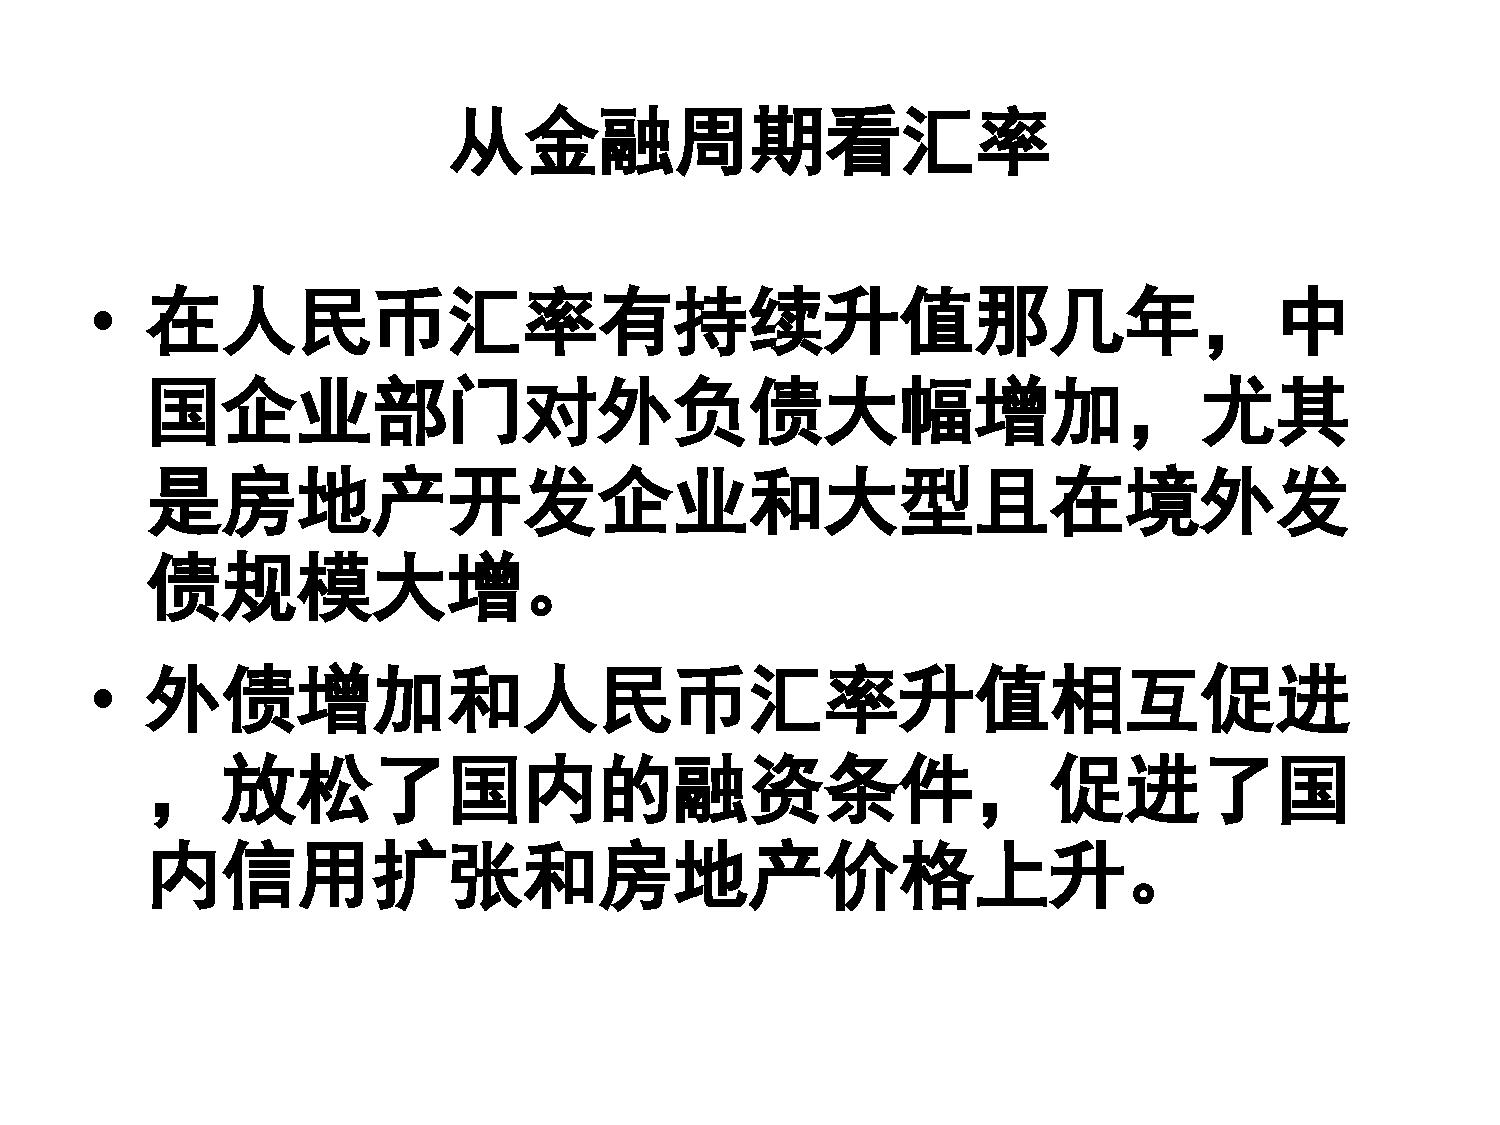 从金融周期看汇率
• 在人民币汇率有持续升值那几年，中
国企业部门对外负债大幅增加，尤其
是房地产开发企业和大型且在境外发
债规模大增。
• 外债增加和人民币汇率升值相互促进
，放松了国内的融资条件，促进了国
内信用扩张和房地产价格上升。